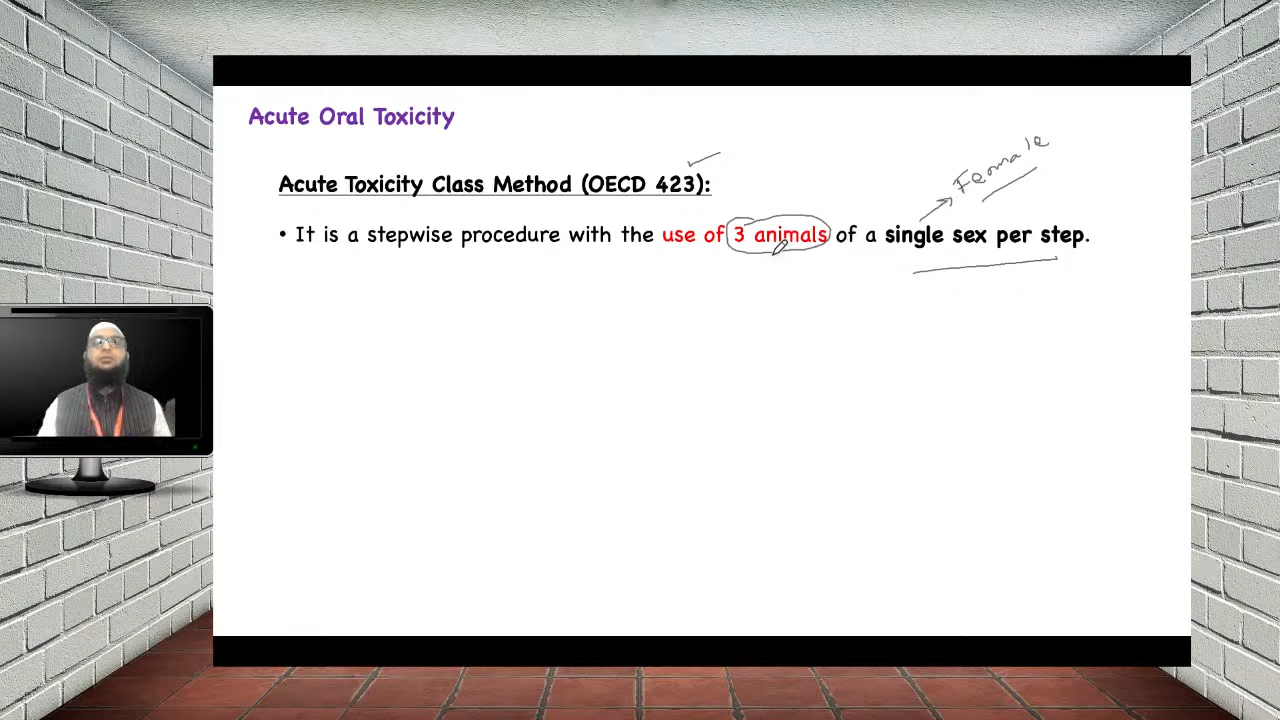 Acute Oral Toxicity
Female
Acute Toxicity Class Method (OECD 423):
• It is a stepwise procedure with the use of 3 animals of a single sex per step.